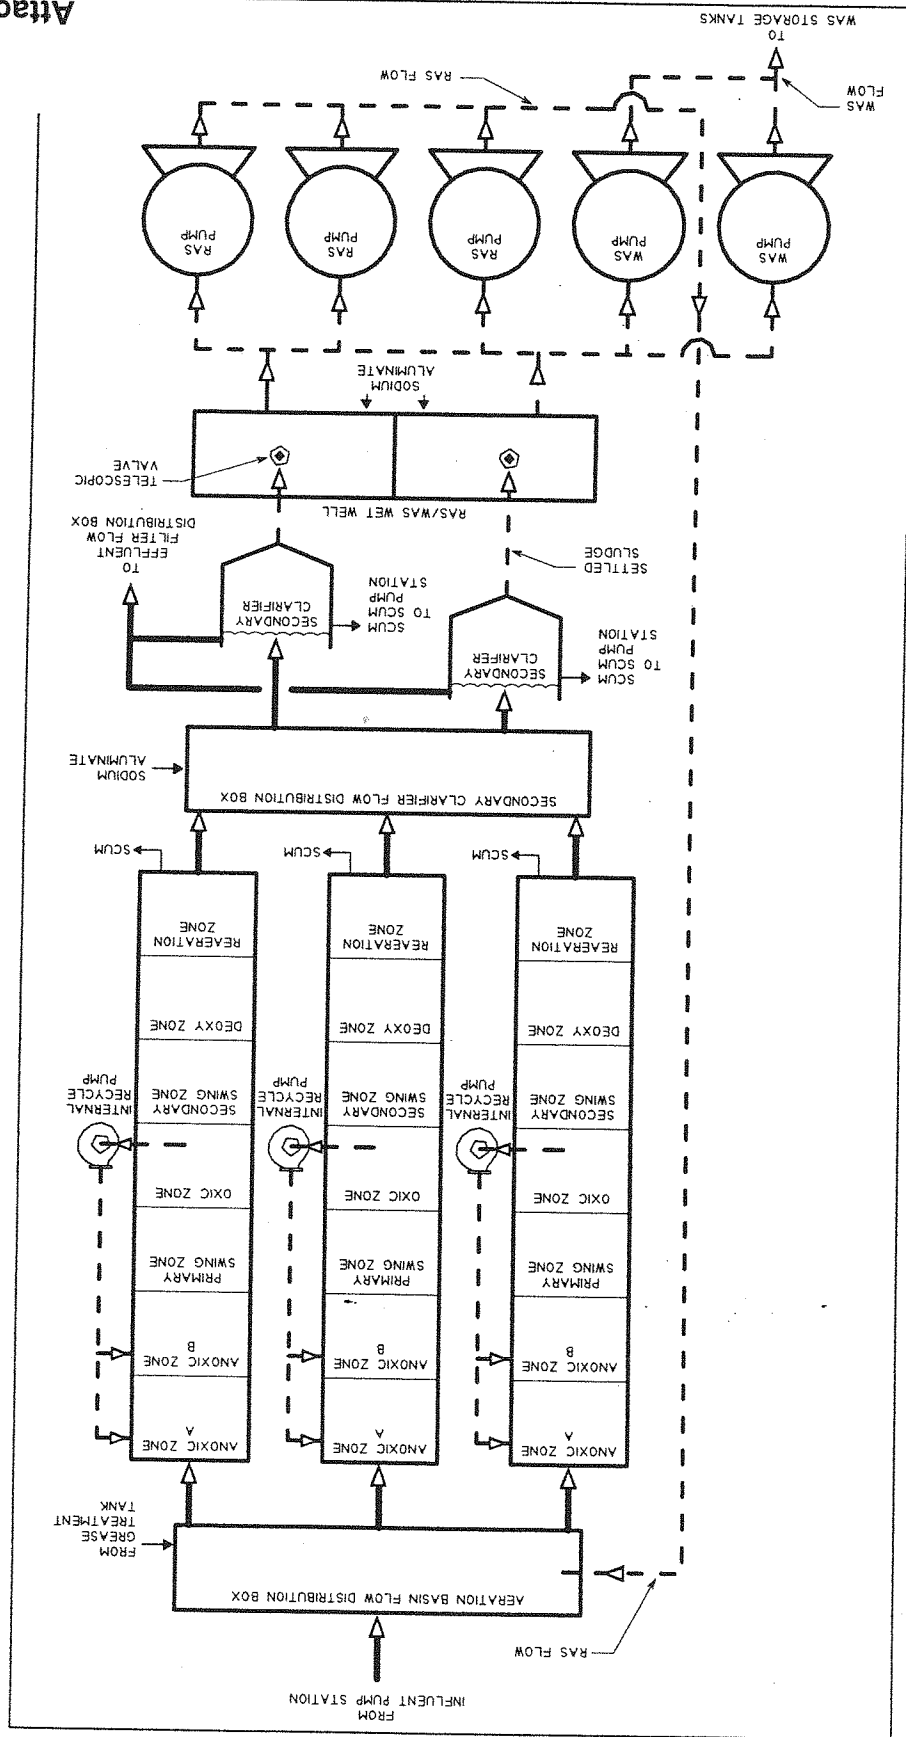 FROM
INFLUENT PUMP STATION
RAS FLOW
AERATION BASIN FLOW DISTRIBUTION BOX
FROM
GREASE
TREATMENT
TANK
ANOXIC ZONE
A
ANOXIC ZONE
B
PRIMARY
SWING ZONE
OXIC ZONE
SECONDARY
SWING ZONE
DEOXY ZONE
REAERATION
ZONE
INTERNAL
RECYCLE
PUMP
SCUM
ANOXIC ZONE
A
ANOXIC ZONE
B
PRIMARY
SWING ZONE
OXIC ZONE
SECONDARY
SWING ZONE
DEOXY ZONE
REAERATION
ZONE
INTERNAL
RECYCLE
PUMP
SCUM
ANOXIC ZONE
A
ANOXIC ZONE
B
PRIMARY
SWING ZONE
OXIC ZONE
SECONDARY
SWING ZONE
DEOXY ZONE
REAERATION
ZONE
INTERNAL
RECYCLE
PUMP
SCUM
SECONDARY CLARIFIER FLOW DISTRIBUTION BOX
SODIUM
ALUMINATE
SCUM
TO SCUM
PUMP
STATION
SECONDARY
CLARIFIER
SCUM
TO SCUM
PUMP
STATION
SECONDARY
CLARIFIER
TO
EFFLUENT
FILTER FLOW
DISTRIBUTION BOX
SETTLED
SLUDGE
RAS/WAS WET WELL
TELESCOPIC
VALVE
SODIUM
ALUMINATE
WAS
PUMP
WAS
PUMP
RAS
PUMP
RAS
PUMP
RAS
PUMP
WAS
FLOW
RAS FLOW
TO
WAS STORAGE TANKS
Attac